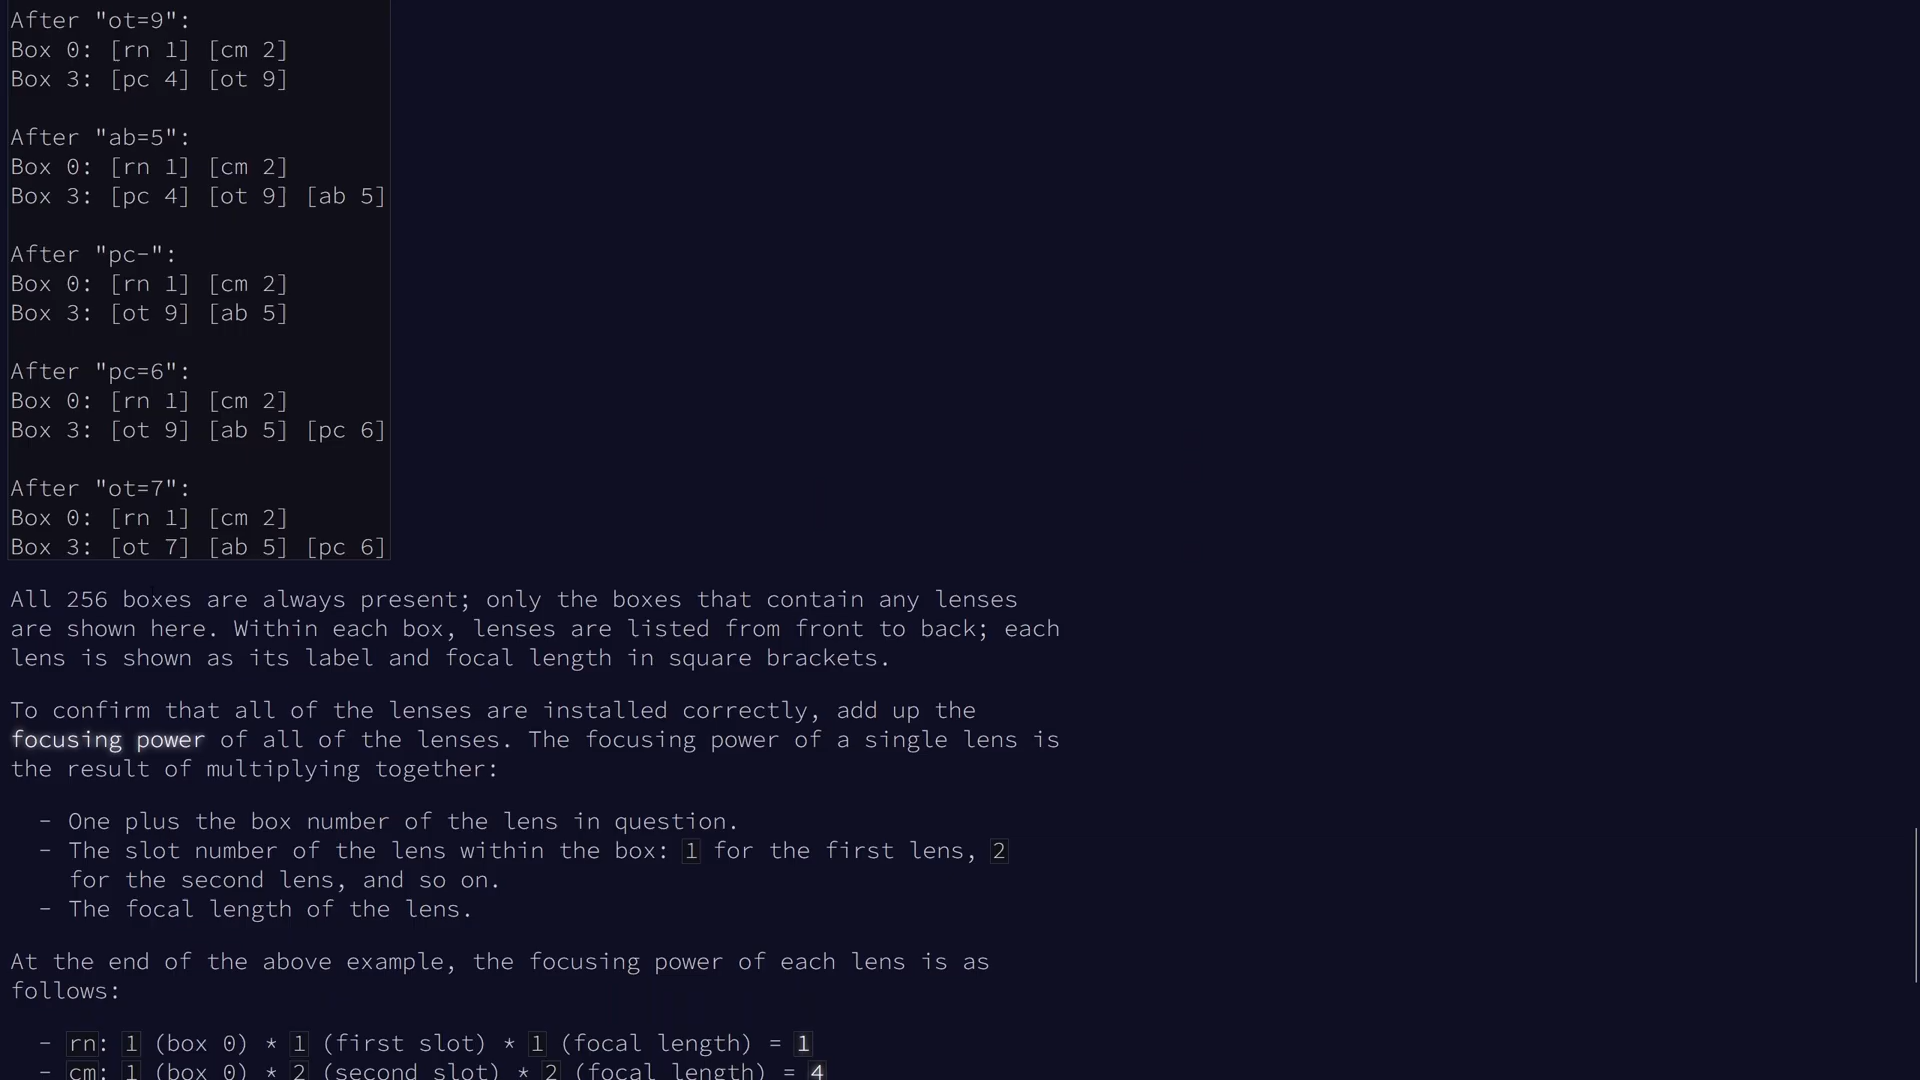 After "ot=9":
Box 0: [rn 1] [cm 2]
Box 3: [pc 4] [ot 9]
After "ab=5":
Box 0: [rn 1] [cm 2]
Box 3: [pc 4] [ot 9] [ab 5]
After "pc-":
Box 0: [rn 1] [cm 2]
Box 3: [ot 9] [ab 5]
After "pc=6":
Box 0: [rn 1] [cm 2]
Box 3: [ot 9] [ab 5] [pc 6]
After "ot=7":
Box 0: [rn 1] [cm 2]
Box 3: [ot 7] [ab 5] [pc 6]
All 256 boxes are always present; only the boxes that contain any lenses
are shown here. Within each box, lenses are listed from front to back; each
lens is shown as its label and focal length in square brackets.
To confirm that all of the lenses are installed correctly, add up the
focusing power of all of the lenses. The focusing power of a single lens is
the result of multiplying together:
- One plus the box number of the lens in question.
- The slot number of the lens within the box: 1 for the first lens, 2
for the second lens, and so on.
- The focal length of the lens.
At the end of the above example, the focusing power of each lens is as
follows:
- rn: 1 (box 0) * 1 (first slot) * 1 (focal length) = 1
- cm: 1 (box 0) * 2 (second slot) * 2 (focal length) = 4